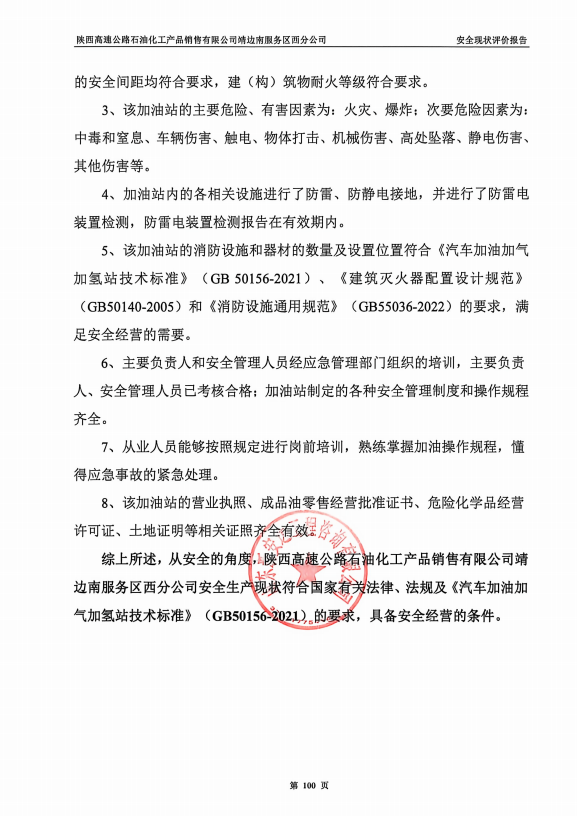 陕西高速公路石油化工产品销售有限公司靖边南服务区西分公司 安全现状评价报告
的安全间距均符合要求，建（构）筑物耐火等级符合要求。
3、该加油站的主要危险、有害因素为：火灾、爆炸；次要危险因素为：
中毒和窒息、车辆伤害、触电、物体打击、机械伤害、高处坠落、静电伤害、
其他伤害等。
4、加油站内的各相关设施进行了防雷、防静电接地，并进行了防雷电
装置检测，防雷电装置检测报告在有效期内。
5、该加油站的消防设施和器材的数量及设置位置符合《汽车加油加气
加氢站技术标准》（GB 50156-2021）、《建筑灭火器配置设计规范》
（GB50140-2005）和《消防设施通用规范》（GB55036-2022）的要求，满
足安全经营的需要。
6、主要负责人和安全管理人员经应急管理部门组织的培训，主要负责
人、安全管理人员已考核合格；加油站制定的各种安全管理制度和操作规程
齐全。
7、从业人员能够按照规定进行岗前培训，熟练掌握加油操作规程，懂
得应急事故的紧急处理。
8、该加油站的营业执照、成品油零售经营批准证书、危险化学品经营
许可证、土地证明等相关证照齐全有效。
综上所述，从安全的角度，陕西高速公路石油化工产品销售有限公司靖
边南服务区西分公司安全生产现状符合国家有关法律、法规及《汽车加油加
气加氢站技术标准》（GB50156-2021）的要求，具备安全经营的条件。
第 100 页